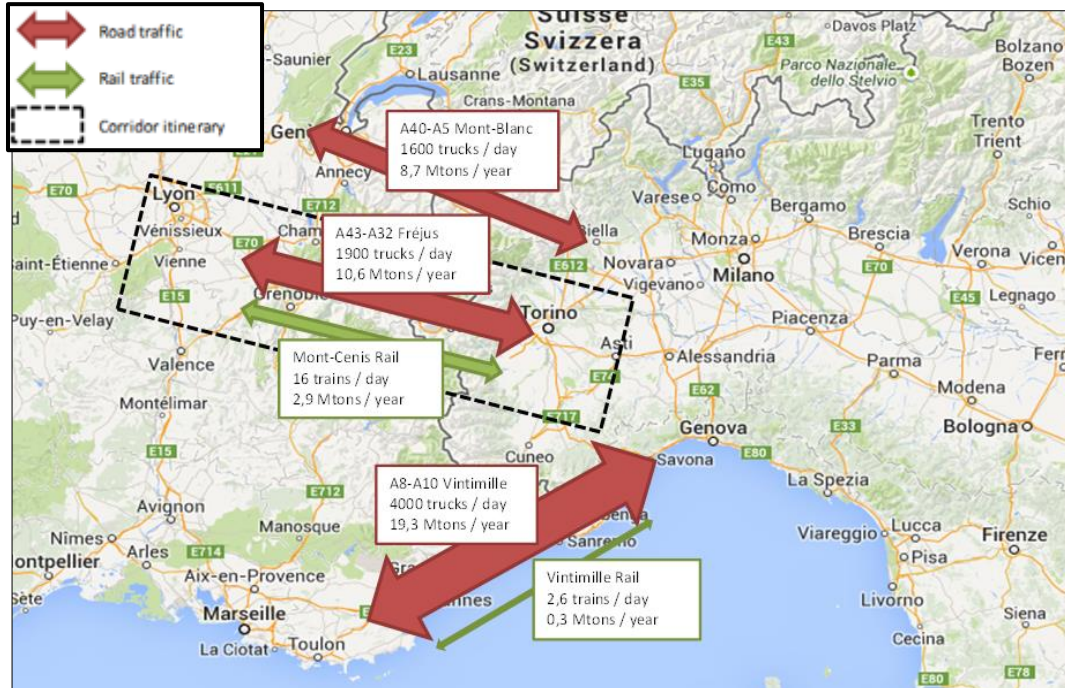 Road traffic
Rail traffic
Corridor itinerary
Suisse
Svizzera
(Switzerland)
Davos Platz
Parco Nazionale
dello Stelvio
Bolzano
Bozen
Trento
Trient
E23
E43
E35
E62
-Saunier
Lausanne
Crans-Montana
Annecy
A40-A5 Mont-Blanc
1600 trucks / day
8,7 Mtons / year
Lugano
Varese
Como
Bergamo
Brescia
Schio
Verona
Monza
Milano
Novara
Vigevano
Biella
E612
E70
E45
Legnago
E70
E611
E712
Lyon
Vénissieux
Vienne
Saint-Étienne
E70
E15
Grenoble
A43-A32 Fréjus
1900 trucks / day
10,6 Mtons / year
Torino
Asti
Alessandria
Piacenza
Parma
Modena
Bologna
Puy-en-Velay
Valence
Montélimar
Mont-Cenis Rail
16 trains / day
2,9 Mtons / year
E717
E62
E33
E80
Cuneo
Genova
Savona
La Spezia
E15
E712
Avignon
Manosque
Nîmes
Arles
E714
Aix-en-Provence
Marseille
La Ciotat
Toulon
A8-A10 Vintimille
4000 trucks / day
19,3 Mtons / year
Sanremo
Vintimille Rail
2,6 trains / day
0,3 Mtons / year
Viareggio
Lucca
Pisa
Firenze
Livorno
Siena
Cecina
E80
E78
Sète